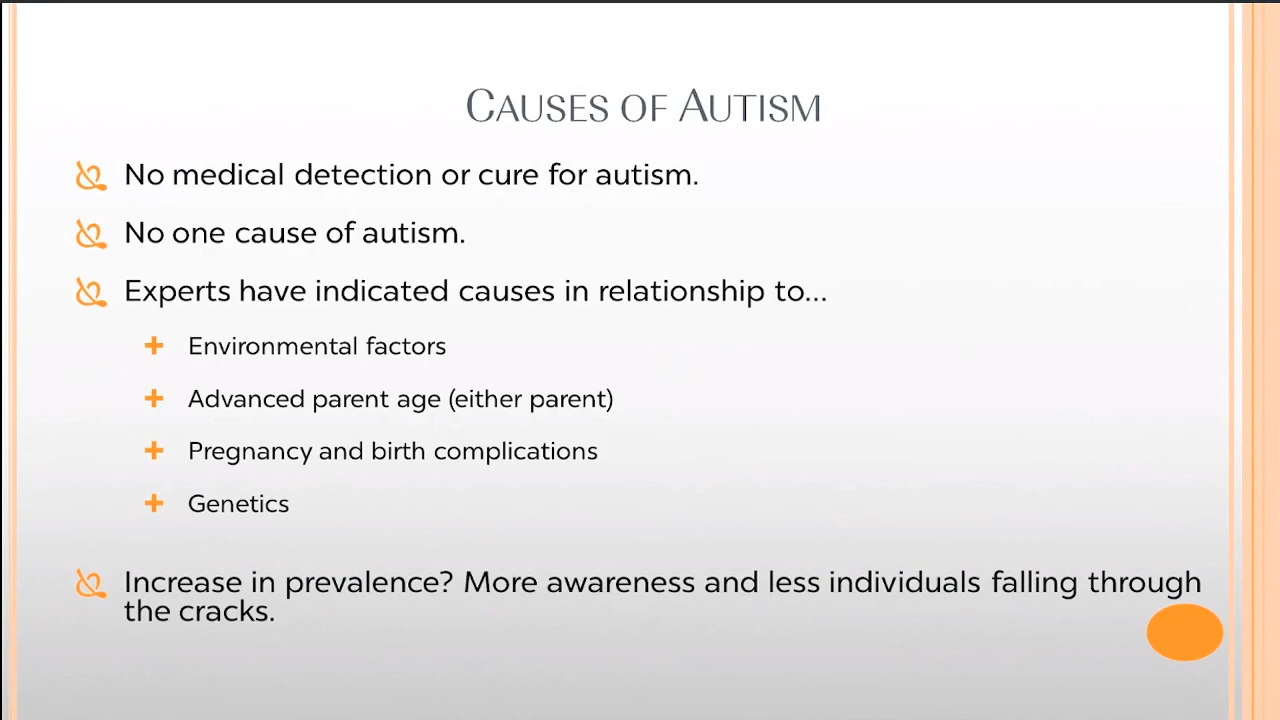 Causes of Autism
No medical detection or cure for autism.
No one cause of autism.
Experts have indicated causes in relationship to...
Environmental factors
Advanced parent age (either parent)
Pregnancy and birth complications
Genetics
Increase in prevalence? More awareness and less individuals falling through
the cracks.